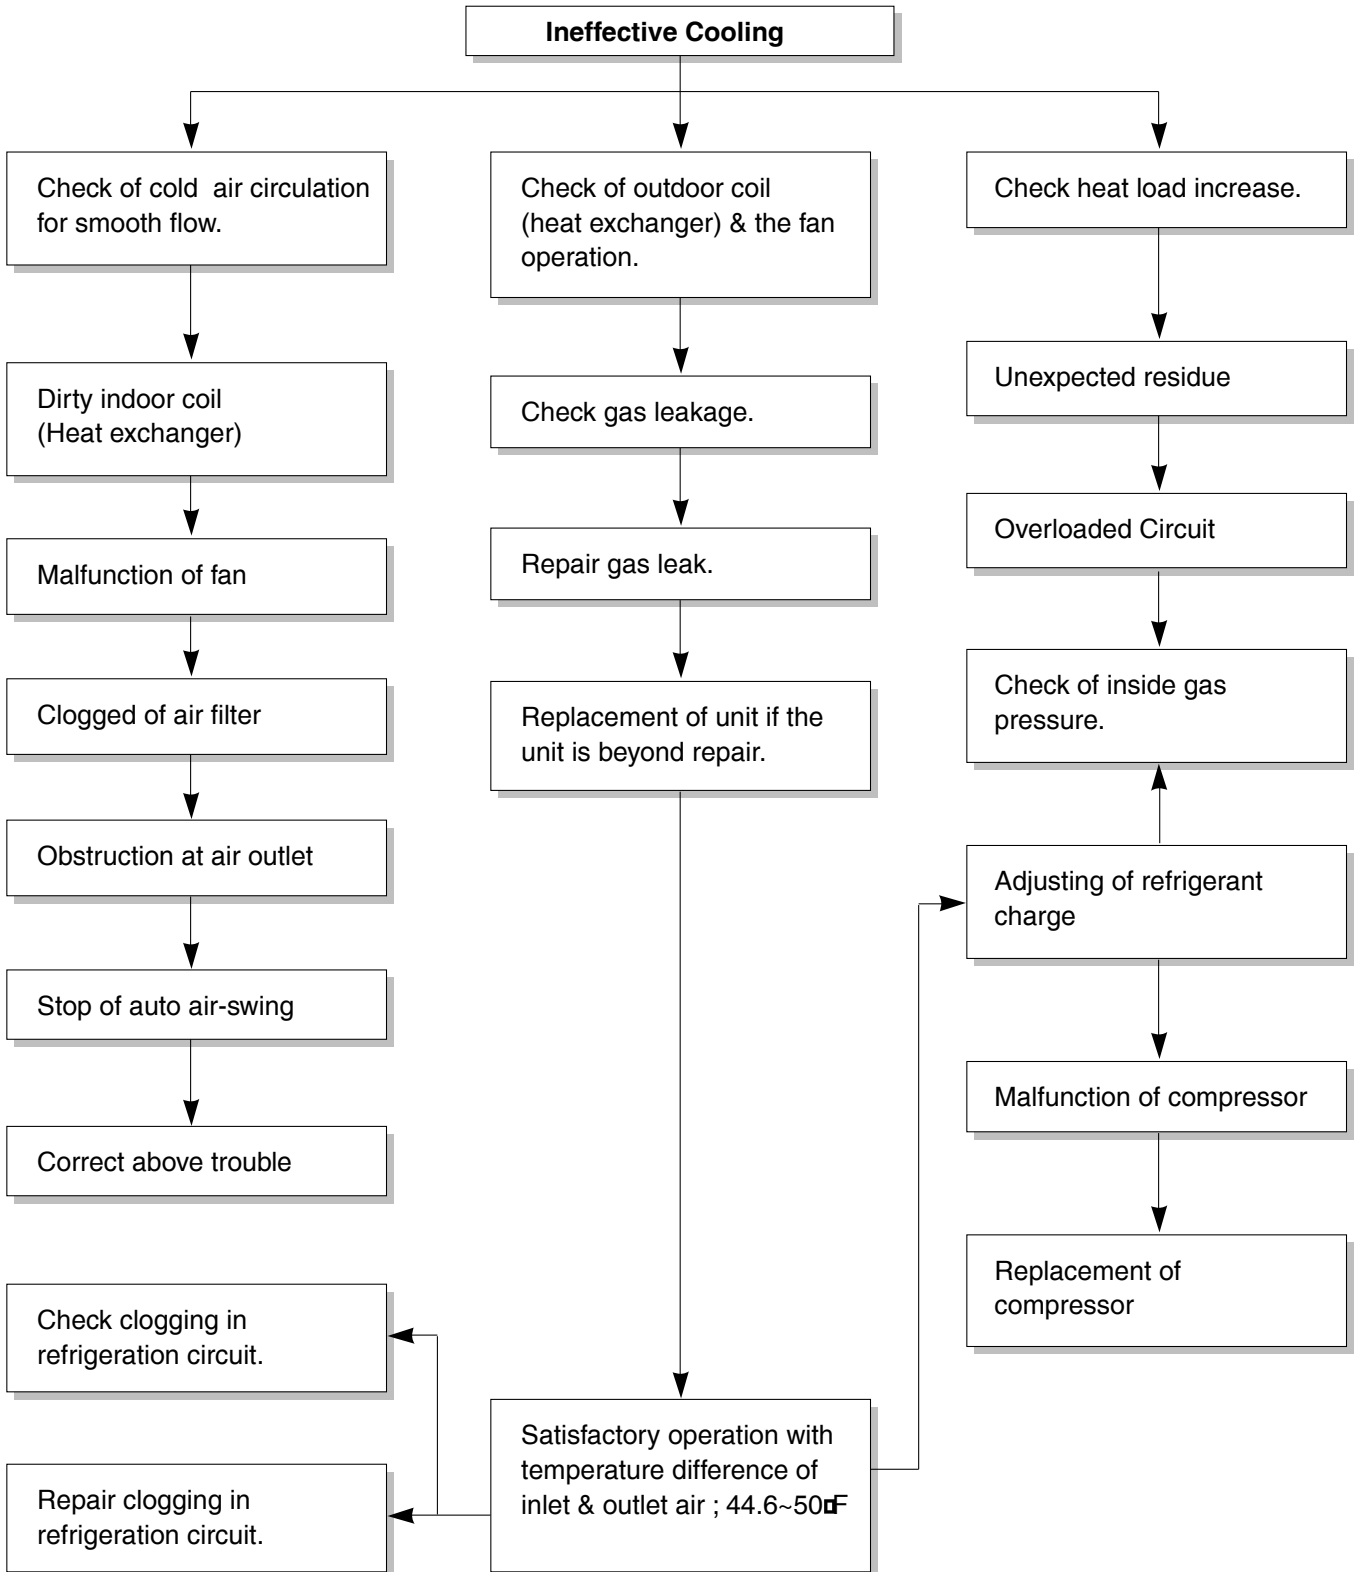 Ineffective Cooling
Check of cold air circulation
for smooth flow.
Dirty indoor coil
(Heat exchanger)
Malfunction of fan
Clogged of air filter
Obstruction at air outlet
Stop of auto air-swing
Correct above trouble
Check clogging in
refrigeration circuit.
Repair clogging in
refrigeration circuit.
Check of outdoor coil
(heat exchanger) & the fan
operation.
Check gas leakage.
Repair gas leak.
Replacement of unit if the
unit is beyond repair.
Satisfactory operation with
temperature difference of
inlet & outlet air ; 44.6~50¤F
Check heat load increase.
Unexpected residue
Overloaded Circuit
Check of inside gas
pressure.
Adjusting of refrigerant
charge
Malfunction of compressor
Replacement of
compressor